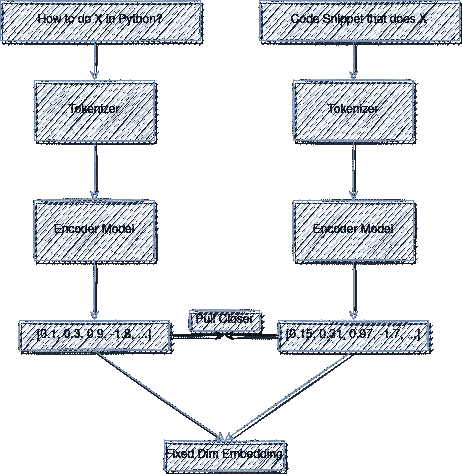 How to do X in Python?
Code Snippet that does X
Tokenizer
Tokenizer
Encoder Model
Encoder Model
Pull Closer
[0.1, 0.3, 0.9, -1.8, ...]
[0.15, 0.31, 0.97, -1.7, ...]
Fixed Dim Embedding